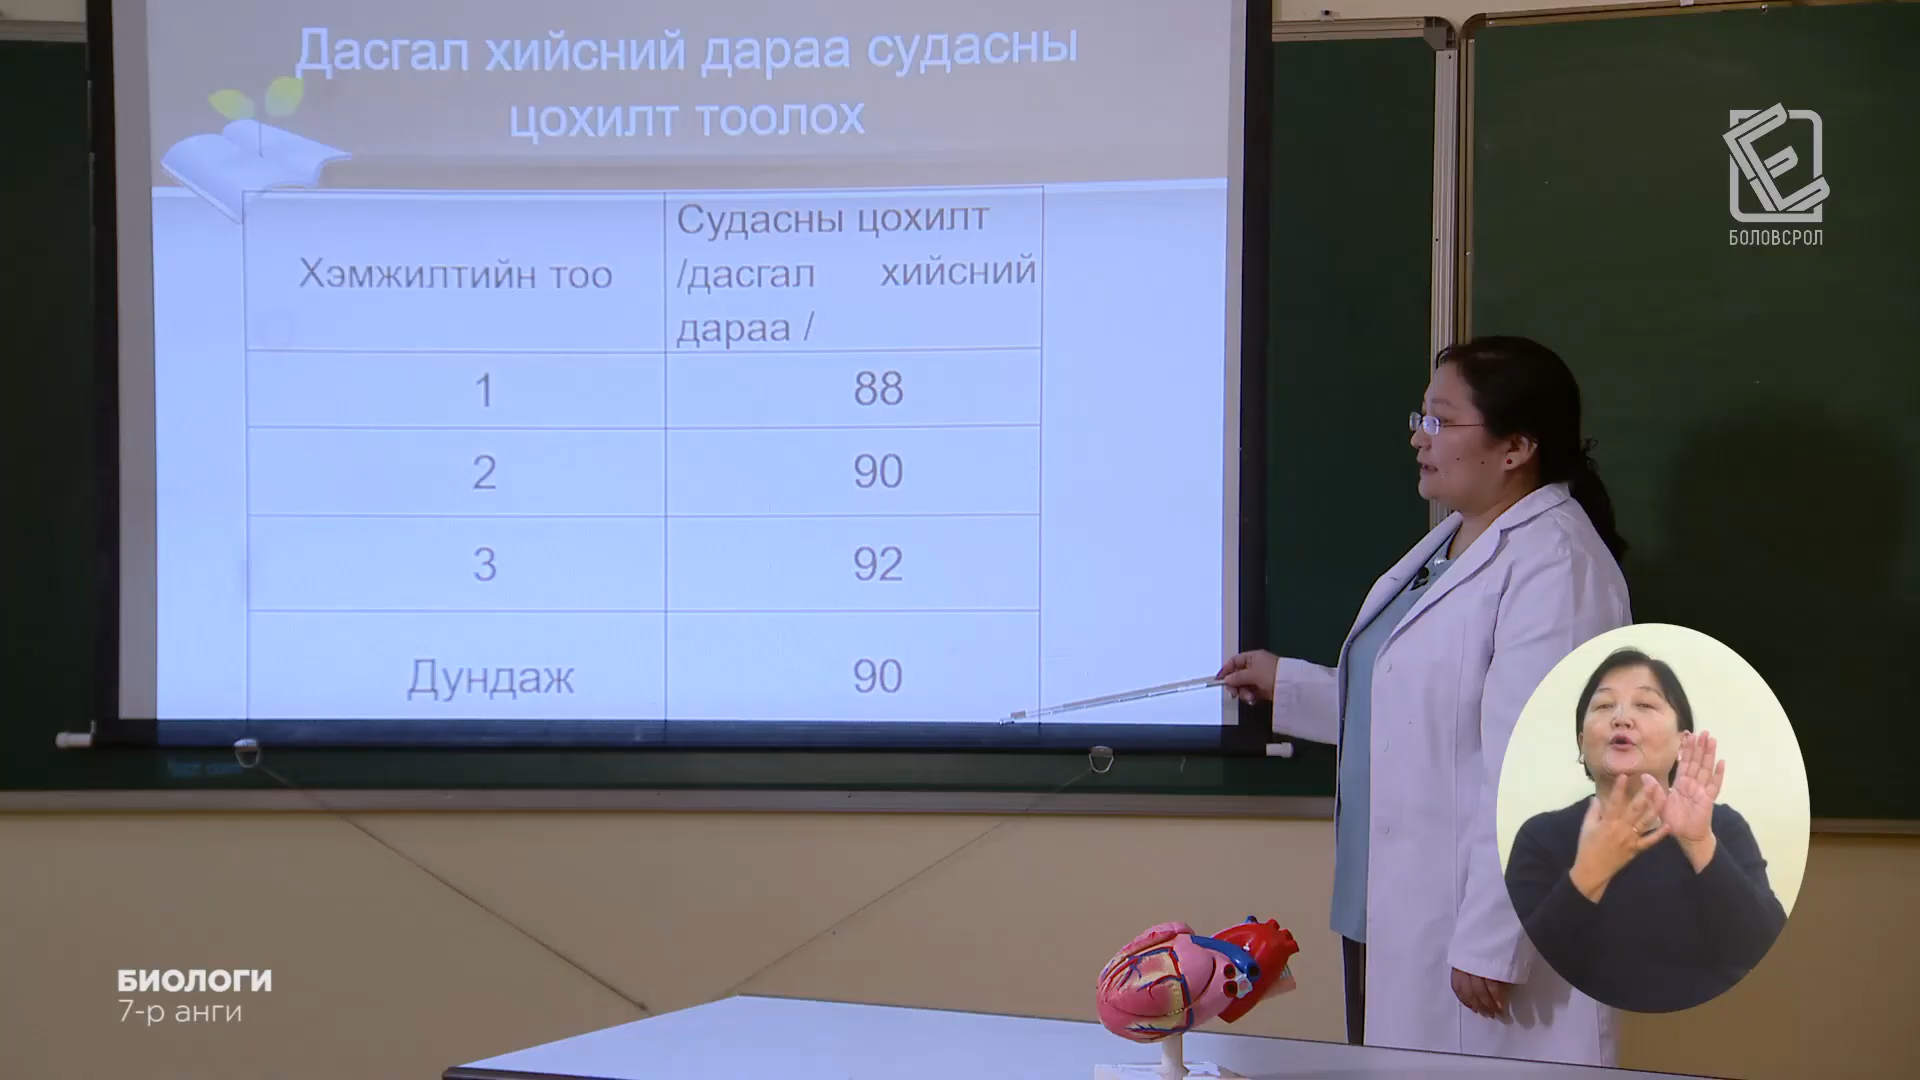 Дасгал хийсний дараа судасны
цохилт тоолох
Хэмжилтийн тоо
Судасны цохилт
/дасгал хийсний
дараа /
1
88
2
90
3
92
Дундаж
90
БОЛОВСРОЛ
БИОЛОГИ
7-р анги